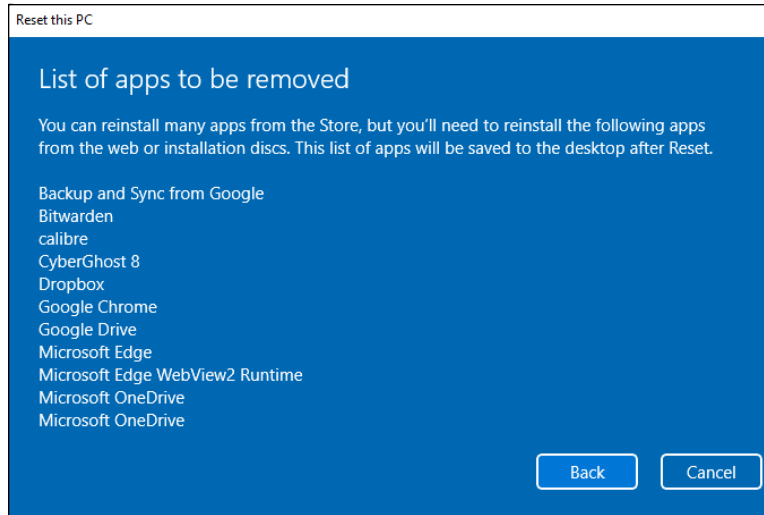 Reset this PC
List of apps to be removed
You can reinstall many apps from the Store, but you'll need to reinstall the following apps
from the web or installation discs. This list of apps will be saved to the desktop after Reset.
Backup and Sync from Google
Bitwarden
calibre
CyberGhost 8
Dropbox
Google Chrome
Google Drive
Microsoft Edge
Microsoft Edge WebView2 Runtime
Microsoft OneDrive
Microsoft OneDrive
Back Cancel